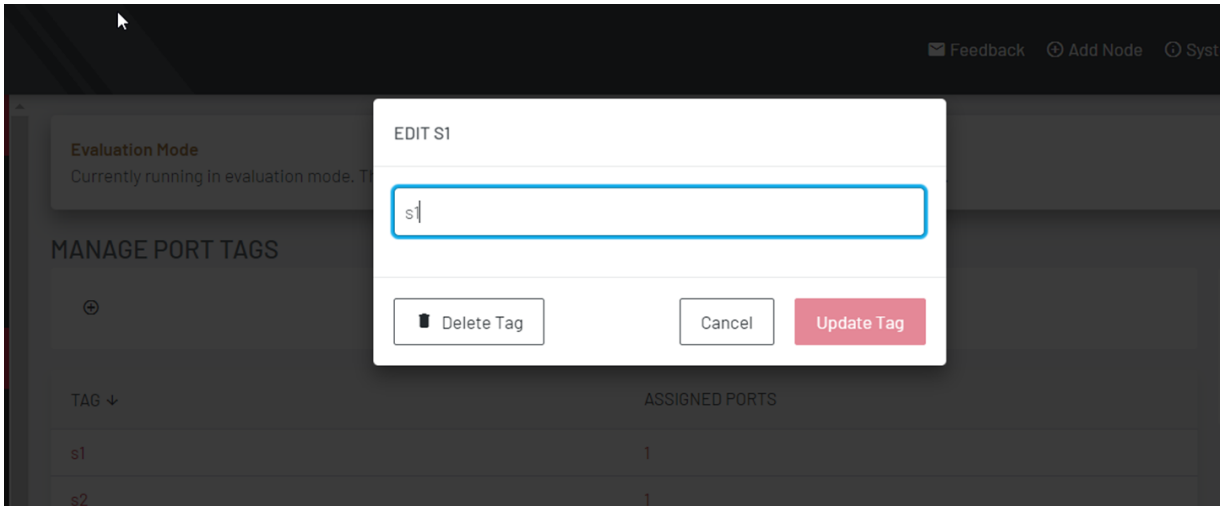 Feedback Add Node Syst
EDIT S1
Evaluation Mode
Currently running in evaluation mode. Th
s1
MANAGE PORT TAGS
Delete Tag Cancel Update Tag
TAG ASSIGNED PORTS
s1 1
s2 1